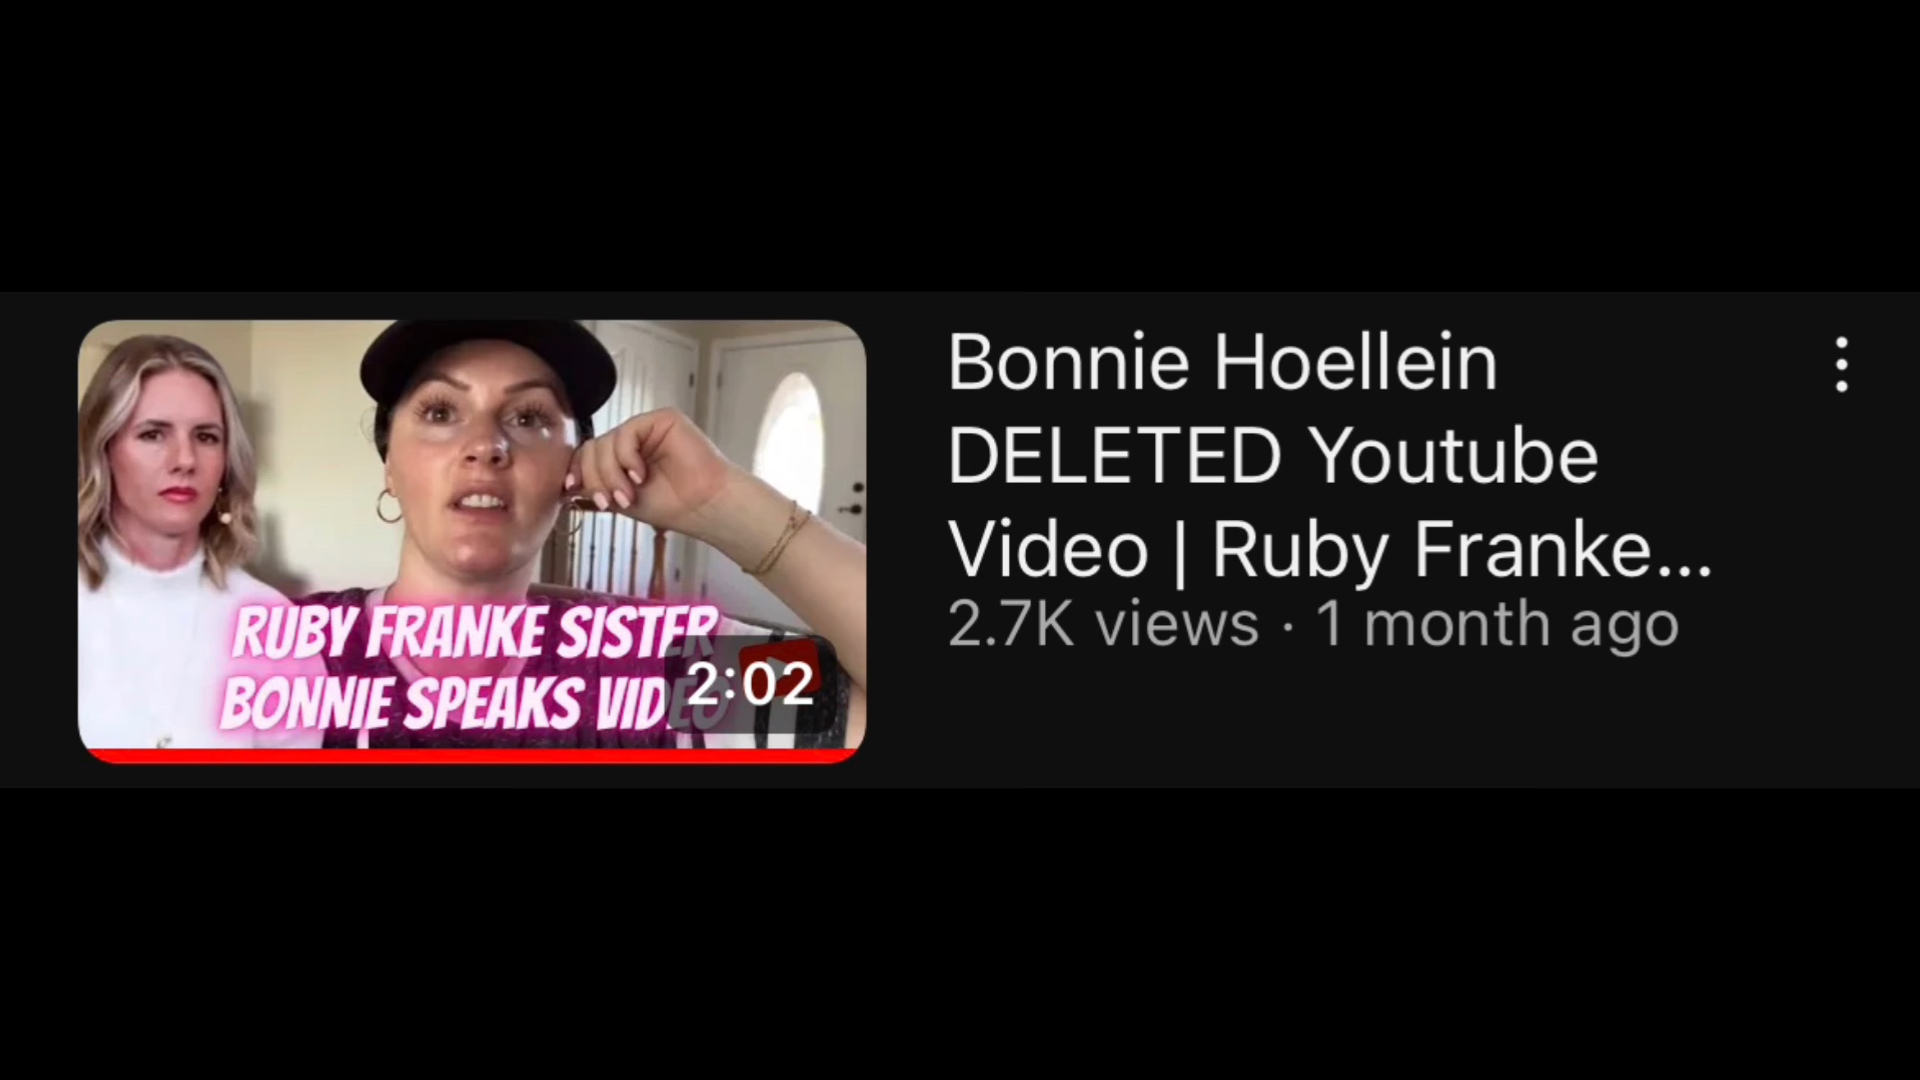 RUBY FRANKE SISTER
BONNIE SPEAKS VIDEO
2:02
Bonnie Hoellein
DELETED Youtube
Video | Ruby Franke...
2.7K views · 1 month ago